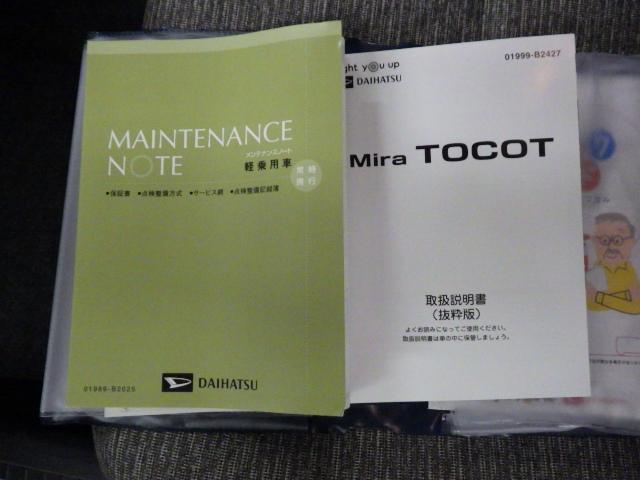 MAINTENANCE
NOTE
メンテナンスノート
軽乗用車
常時
携行
●保証書 ●点検整備方式 ●サービス網 ●点検整備記録簿
01989-B2025
DAIHATSU
ght you up
DAIHATSU
01999-B2427
Mira TOCOT
取扱説明書
(抜粋版)
よくお読みになってご使用ください。
取扱説明書は車の中に保管しましょう。